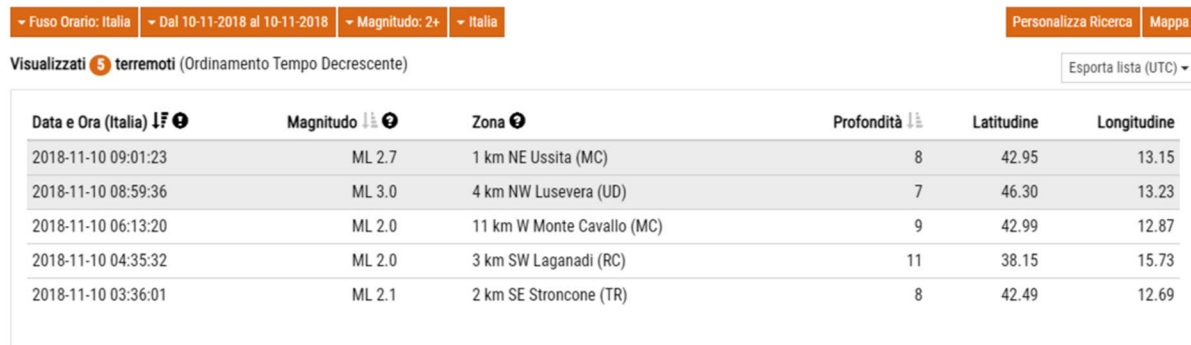 Fuso Orario: Italia Dal 10-11-2018 al 10-11-2018 Magnitudo: 2+ Italia Personalizza Ricerca Mappa
Visualizzati 5 terremoti (Ordinamento Tempo Decrescente) Esporta lista (UTC)
Data e Ora (Italia) Magnitudo Zona Profondità Latitudine Longitudine
2018-11-10 09:01:23 ML 2.7 1 km NE Ussita (MC) 8 42.95 13.15
2018-11-10 08:59:36 ML 3.0 4 km NW Lusevera (UD) 7 46.30 13.23
2018-11-10 06:13:20 ML 2.0 11 km W Monte Cavallo (MC) 9 42.99 12.87
2018-11-10 04:35:32 ML 2.0 3 km SW Laganadi (RC) 11 38.15 15.73
2018-11-10 03:36:01 ML 2.1 2 km SE Stroncone (TR) 8 42.49 12.69